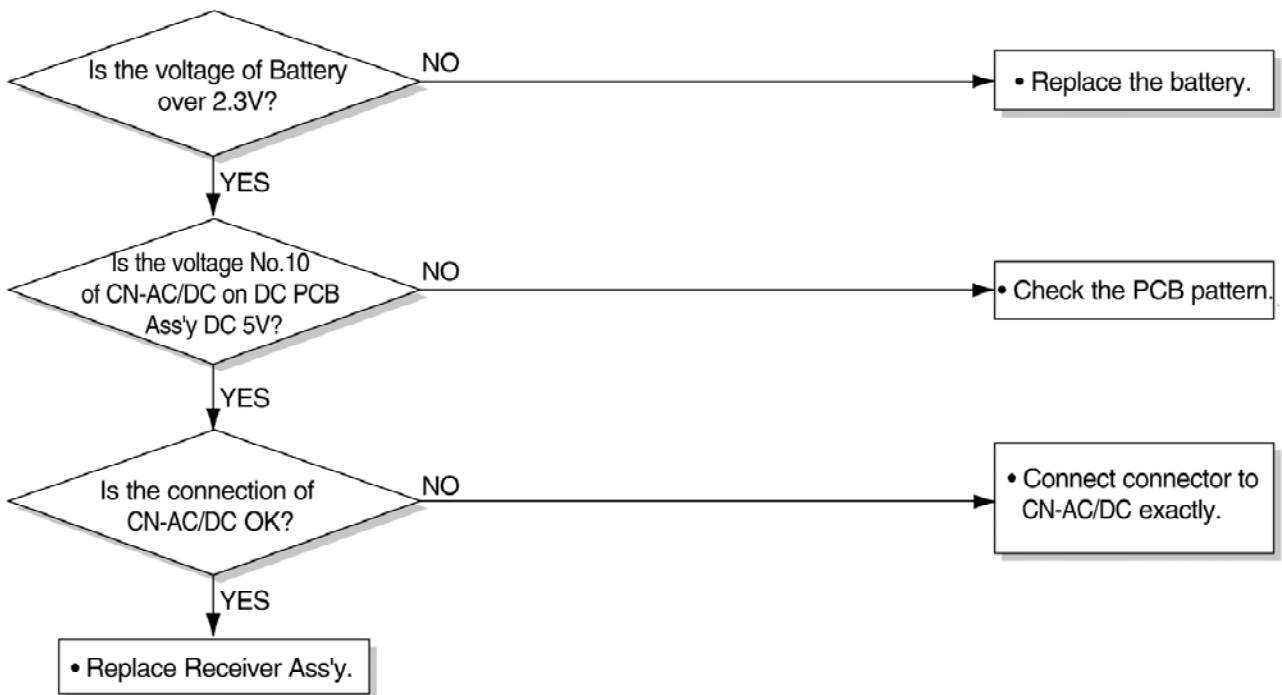 Is the voltage of Battery
over 2.3V?
NO
• Replace the battery.
YES
Is the voltage No.10
of CN-AC/DC on DC PCB
Ass'y DC 5V?
NO
• Check the PCB pattern.
YES
Is the connection of
CN-AC/DC OK?
NO
• Connect connector to
CN-AC/DC exactly.
YES
• Replace Receiver Ass'y.